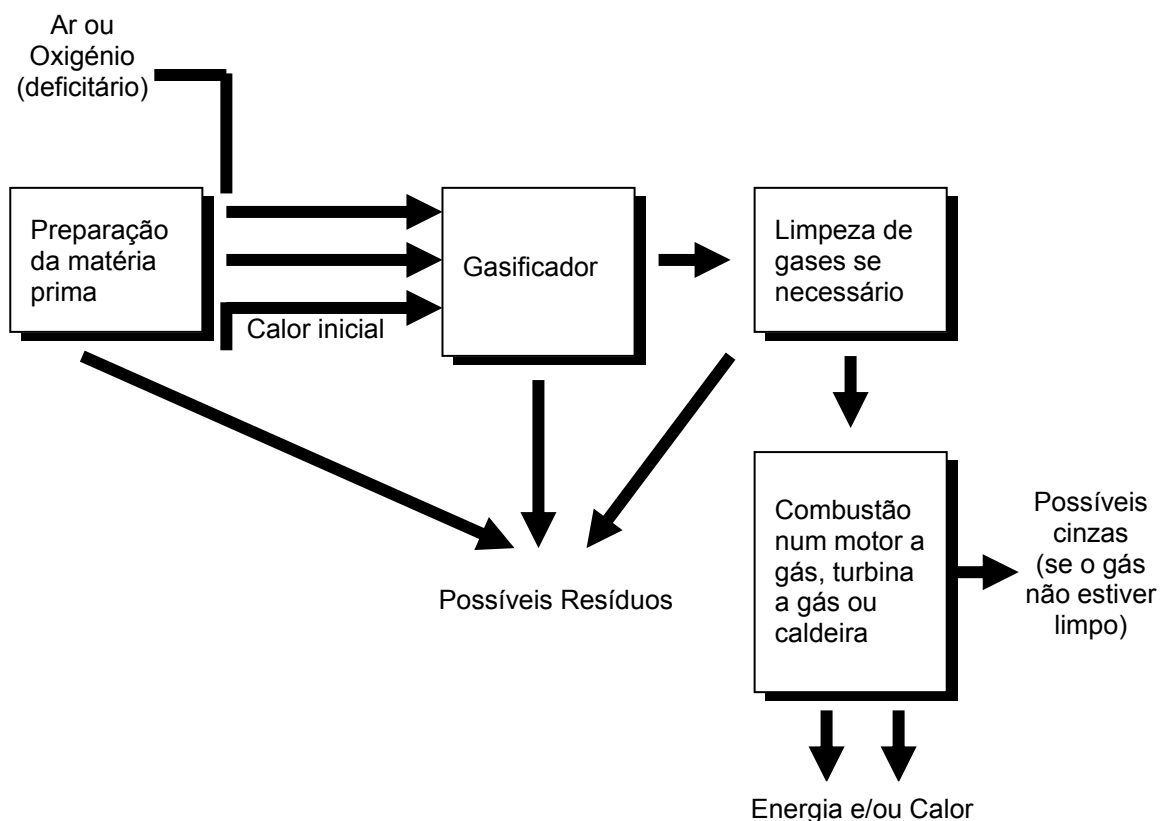 Ar ou
Oxigénio
(deficitário)
Preparação
da matéria
prima
Calor inicial
Gasificador
Limpeza de
gases se
necessário
Combustão
num motor a
gás, turbina
a gás ou
caldeira
Possíveis
cinzas
(se o gás
não estiver
limpo)
Possíveis Resíduos
Energia e/ou Calor